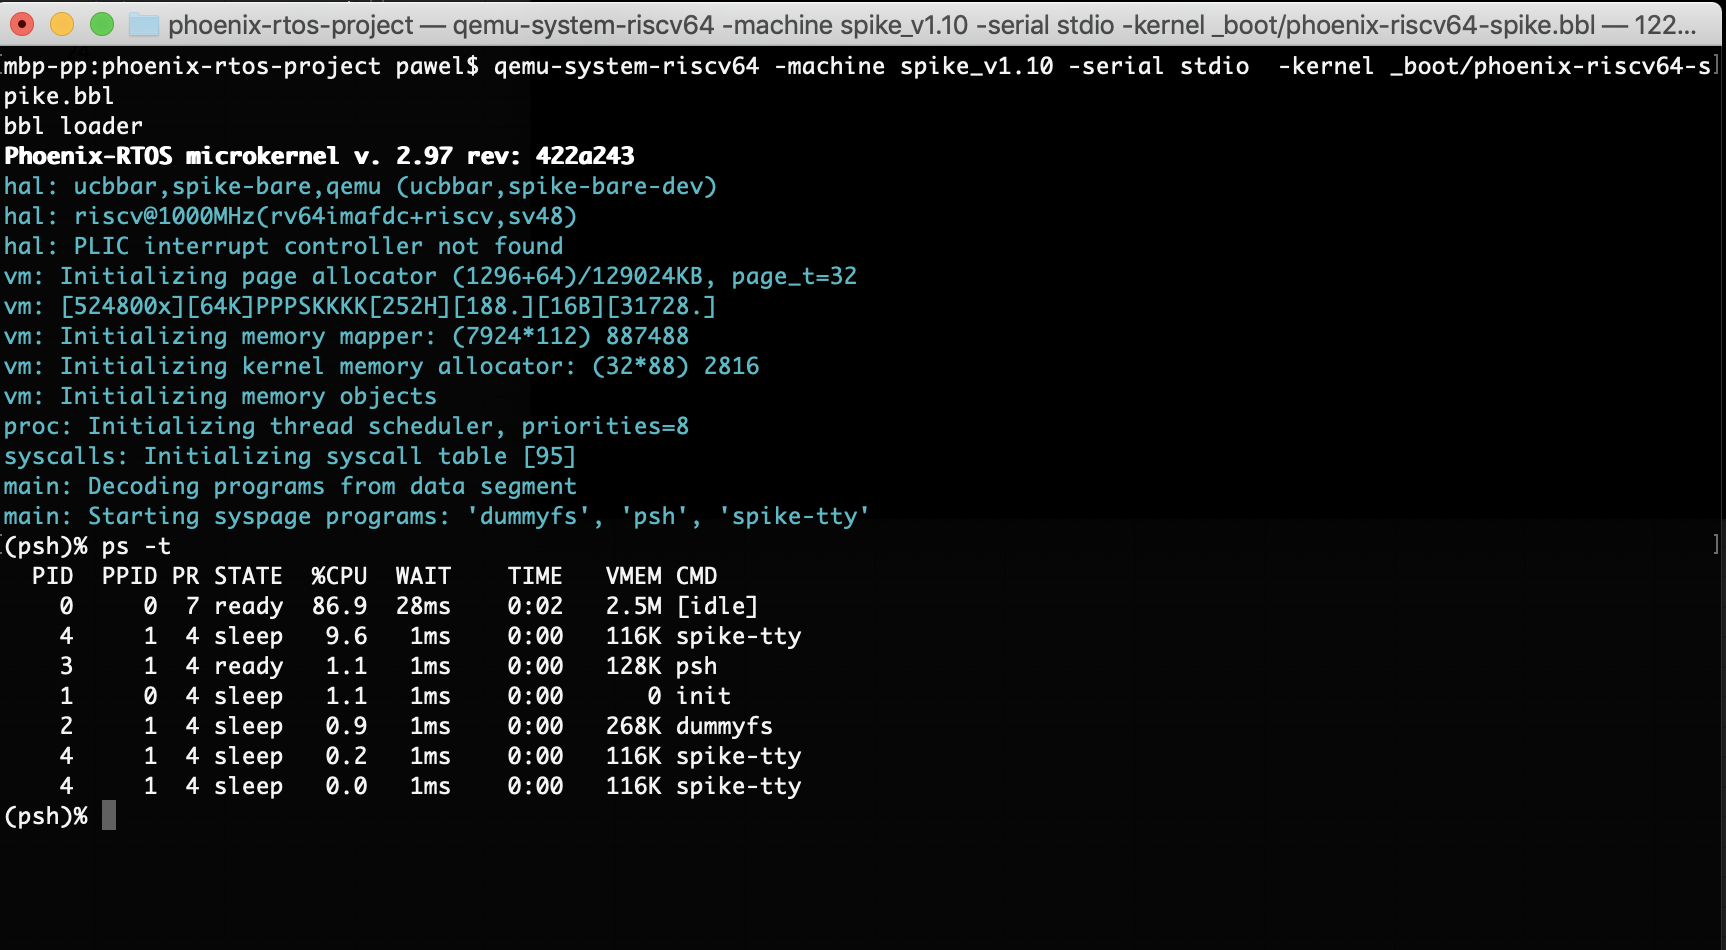 phoenix-rtos-project — qemu-system-riscv64 -machine spike_v1.10 -serial stdio -kernel _boot/phoenix-riscv64-spike.bbl — 122...
[mbp-pp:phoenix-rtos-project pawel$ qemu-system-riscv64 -machine spike_v1.10 -serial stdio  -kernel _boot/phoenix-riscv64-s]
pike.bbl
bbl loader
Phoenix-RTOS microkernel v. 2.97 rev: 422a243
hal: ucbbar,spike-bare,qemu (ucbbar,spike-bare-dev)
hal: riscv@1000MHz(rv64imafdc+riscv,sv48)
hal: PLIC interrupt controller not found
vm: Initializing page allocator (1296+64)/129024KB, page_t=32
vm: [524800x][64K]PPPSKKKK[252H][188.][16B][31728.]
vm: Initializing memory mapper: (7924*112) 887488
vm: Initializing kernel memory allocator: (32*88) 2816
vm: Initializing memory objects
proc: Initializing thread scheduler, priorities=8
syscalls: Initializing syscall table [95]
main: Decoding programs from data segment
main: Starting syspage programs: 'dummyfs', 'psh', 'spike-tty'
[(psh)% ps -t ]
  PID  PPID PR STATE  %CPU  WAIT    TIME   VMEM CMD
    0     0  7 ready  86.9  28ms    0:02   2.5M [idle]
    4     1  4 sleep   9.6   1ms    0:00   116K spike-tty
    3     1  4 ready   1.1   1ms    0:00   128K psh
    1     0  4 sleep   1.1   1ms    0:00      0 init
    2     1  4 sleep   0.9   1ms    0:00   268K dummyfs
    4     1  4 sleep   0.2   1ms    0:00   116K spike-tty
    4     1  4 sleep   0.0   1ms    0:00   116K spike-tty
(psh)%